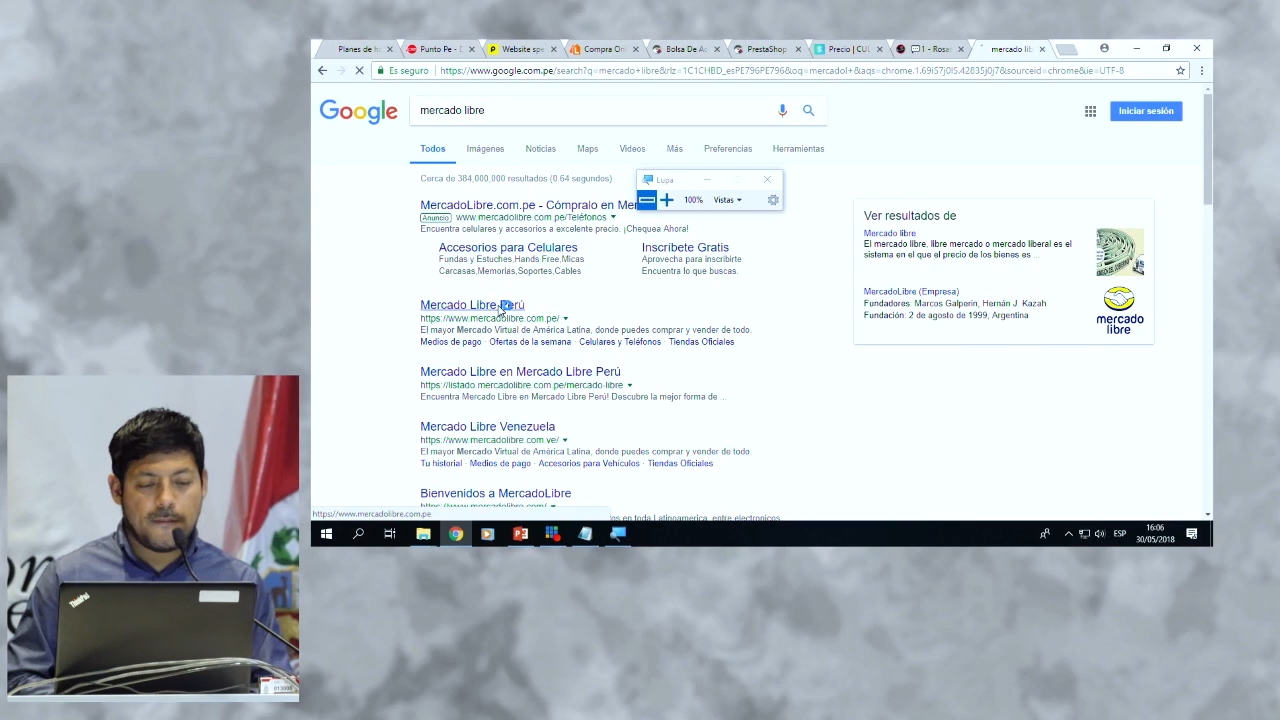 Planes de ha
Punto Pe - D
Website spe
Compra On
Bolsa De Ac
PrestaShop
Precio | CUL
1 - Rosa
mercado lib
Es seguro
https://www.google.com.pe/search?q=mercado+libre&rlz=1C1CHBD_esPE796PE796&oq=mercadol+&aqs=chrome.1.69i57j0l5.42835j0j7&sourceid=chrome&ie=UTF-8
Google
mercado libre
Iniciar sesión
Todos Imágenes Noticias Maps Videos Más Preferencias Herramientas
Cerca de 384,000,000 resultados (0.64 segundos)
Lupa
100% Vistas
MercadoLibre.com.pe - Cómpralo en Mer
Anuncio www.mercadolibre.com.pe/Teléfonos
Encuentra celulares y accesorios a excelente precio. ¡Chequea Ahora!
Accesorios para Celulares
Fundas y Estuches,Hands Free,Micas
Carcasas,Memorias,Soportes,Cables
Inscríbete Gratis
Aprovecha para inscribirte
Encuentra lo que buscas.
Mercado Libre Perú
https://www.mercadolibre.com.pe/
El mayor Mercado Virtual de América Latina, donde puedes comprar y vender de todo.
Medios de pago · Ofertas de la semana · Celulares y Teléfonos · Tiendas Oficiales
Mercado Libre en Mercado Libre Perú
https://listado.mercadolibre.com.pe/mercado-libre
Encuentra Mercado Libre en Mercado Libre Perú! Descubre la mejor forma de ...
Mercado Libre Venezuela
https://www.mercadolibre.com.ve/
El mayor Mercado Virtual de América Latina, donde puedes comprar y vender de todo.
Tu historial · Medios de pago · Accesorios para Vehículos · Tiendas Oficiales
Bienvenidos a MercadoLibre
https://www.mercadolibre.com/
os en toda Latinoamerica, entre electronicos
https://www.mercadolibre.com.pe
Ver resultados de
Mercado libre
El mercado libre, libre mercado o mercado liberal es el
sistema en el que el precio de los bienes es ...
MercadoLibre (Empresa)
Fundadores: Marcos Galperin, Hernán J. Kazah
Fundación: 2 de agosto de 1999, Argentina
mercado
libre
ESP
16:06
30/05/2018
ThinkPad